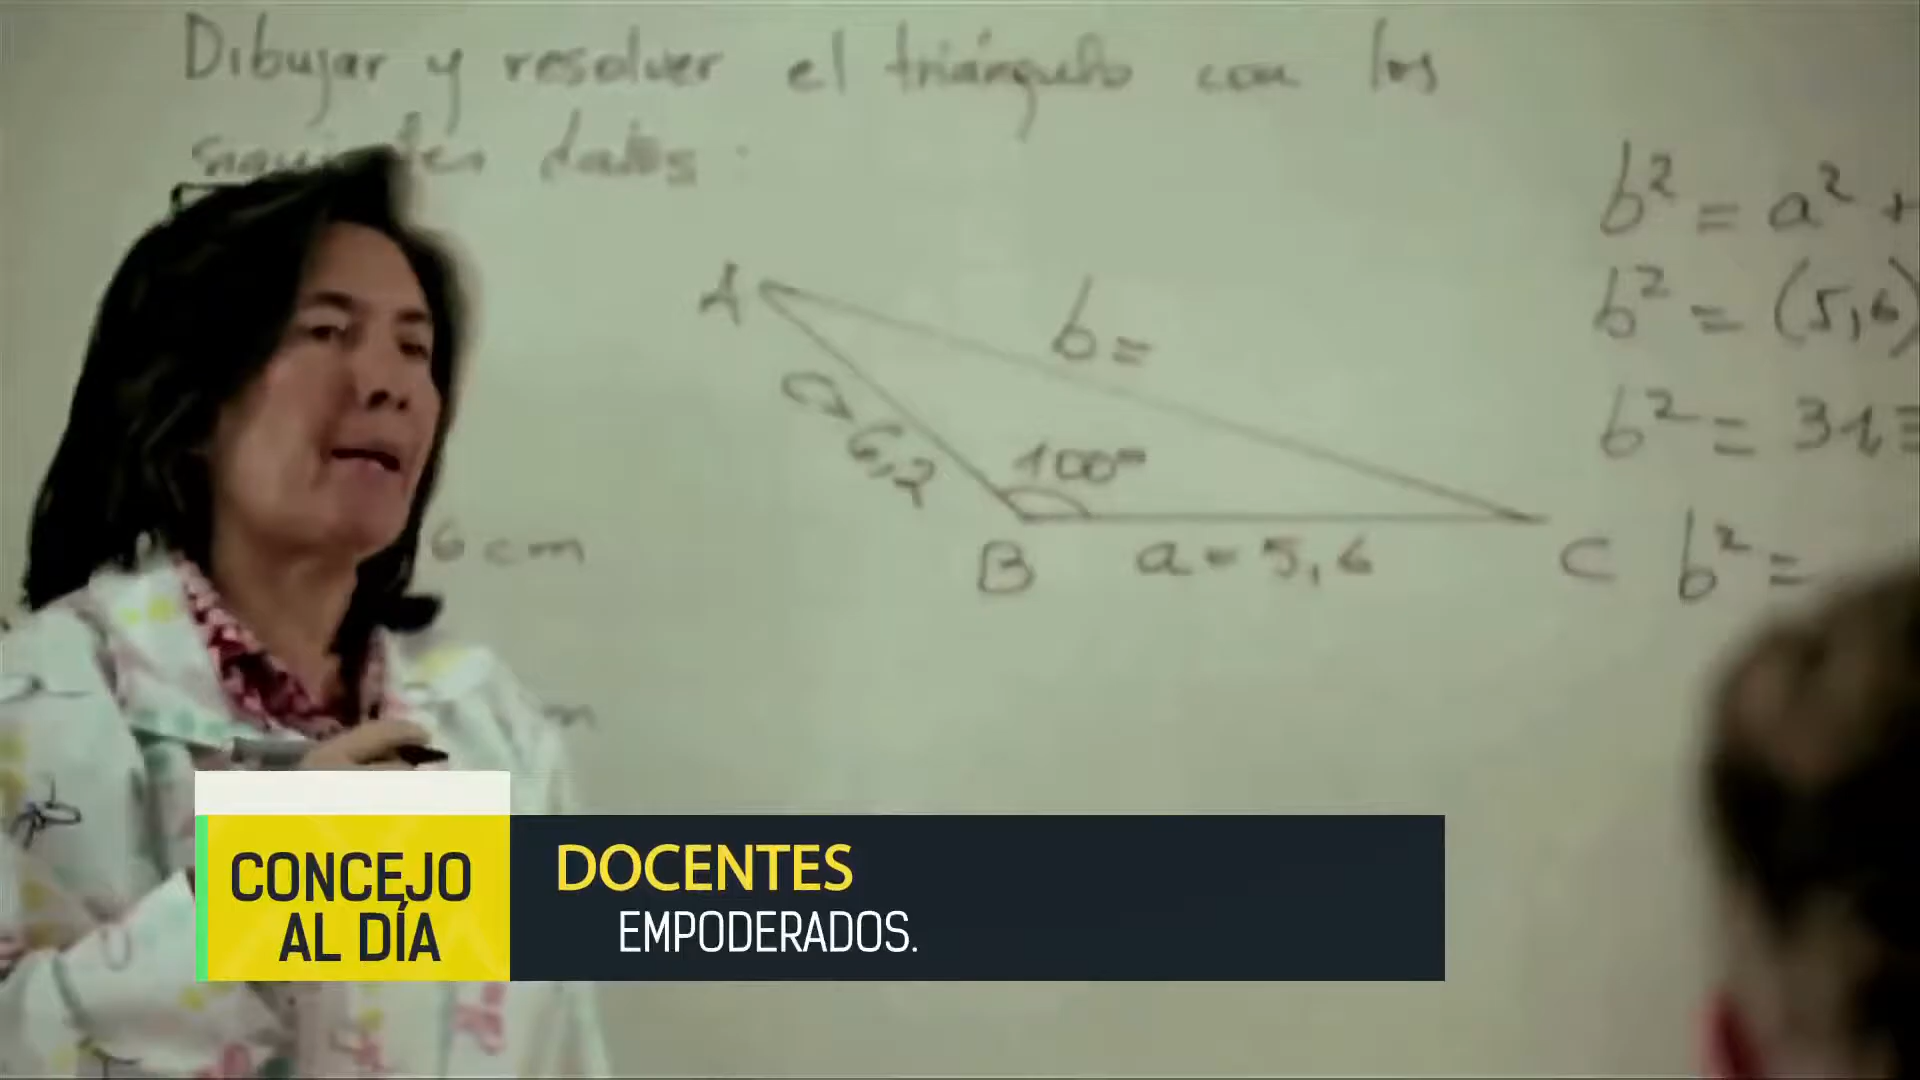 Dibujar y resolver el triángulo con los
siguientes datos:
b² = a² +
A
b =
b² = (5,6)
6,2
100°
b² = 31
6 cm
B
a = 5,6
C
b² =
CONCEJO
AL DÍA
DOCENTES
EMPODERADOS.